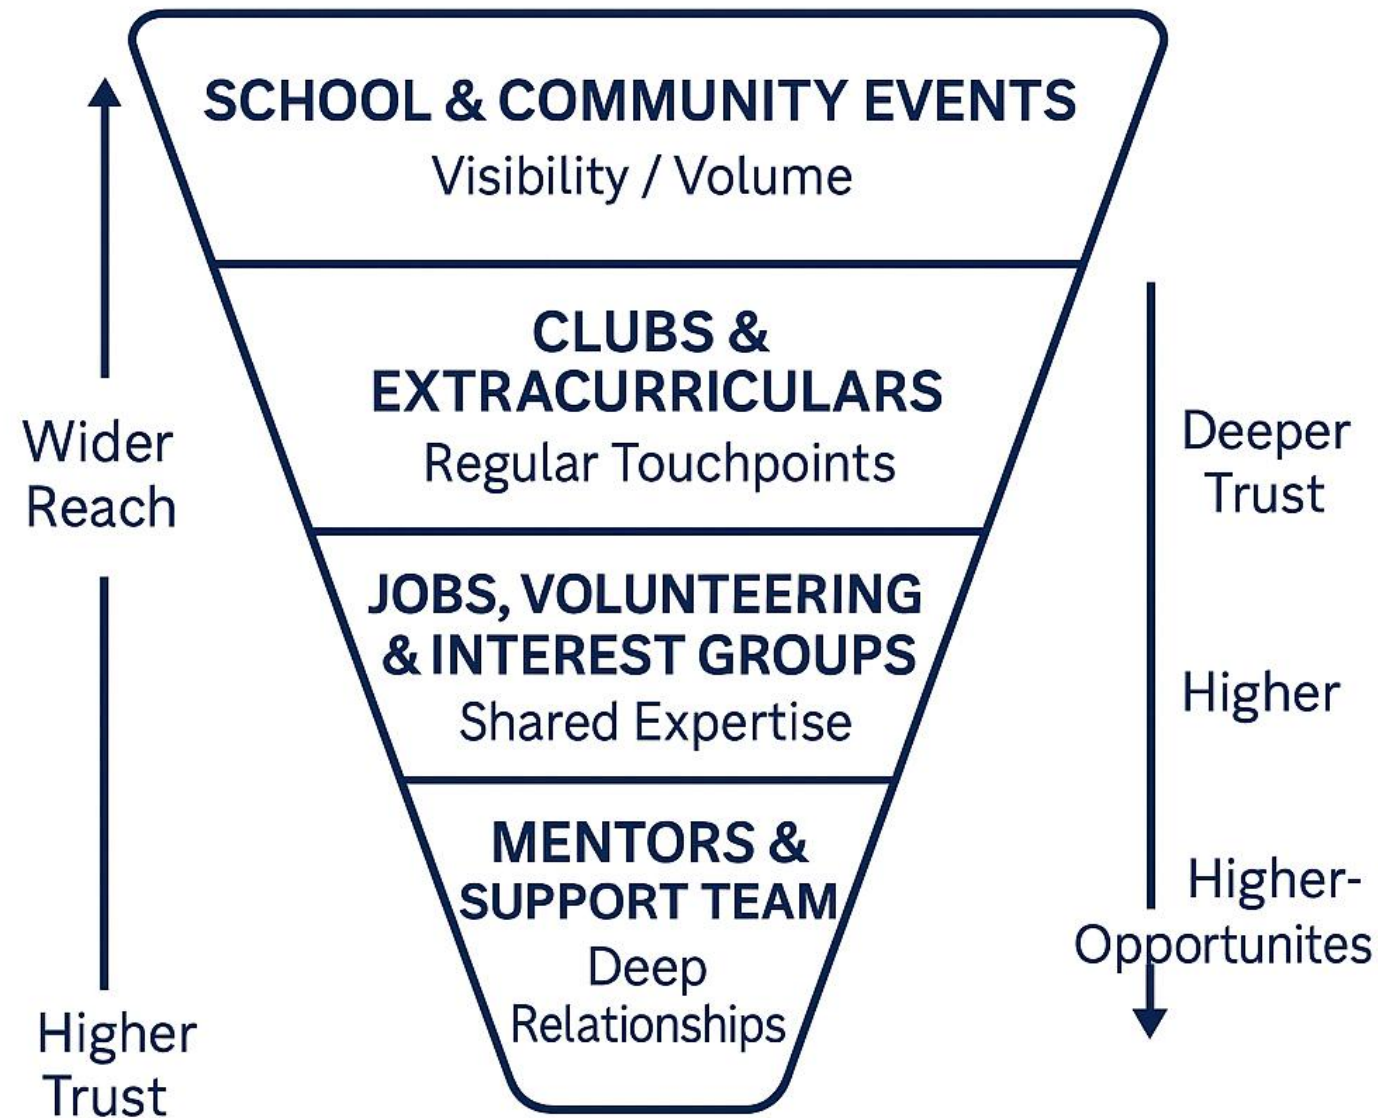 SCHOOL & COMMUNITY EVENTS
Visibility / Volume
CLUBS &
EXTRACURRICULARS
Regular Touchpoints
JOBS, VOLUNTEERING
& INTEREST GROUPS
Shared Expertise
MENTORS &
SUPPORT TEAM
Deep
Relationships
Wider
Reach
Higher
Trust
Deeper
Trust
Higher
Higher-
Opportunites